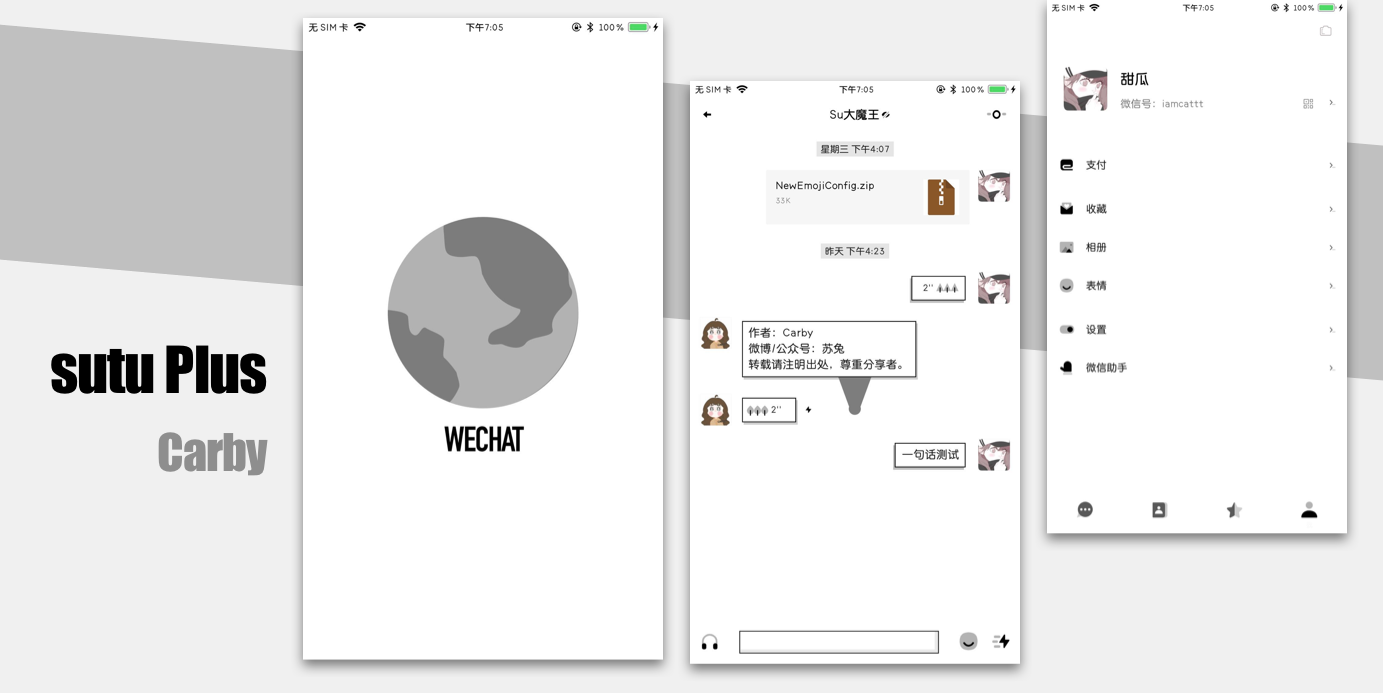 sutu Plus
Carby
无 SIM 卡
下午7:05
100%
WECHAT
无 SIM 卡
下午7:05
100%
Su大魔王
星期三 下午4:07
NewEmojiConfig.zip
33K
昨天 下午4:23
2''
作者：Carby
微博/公众号：苏兔
转载请注明出处，尊重分享者。
2''
一句话测试
无 SIM 卡
下午7:05
100%
甜瓜
微信号：iamcattt
支付
收藏
相册
表情
设置
微信助手